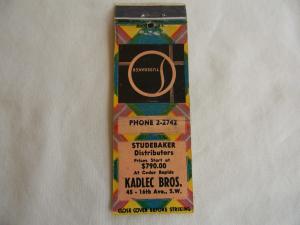 STUDEBAKER
PHONE 2-2742
STUDEBAKER
Distributors
Prices Start at
$790.00
At Cedar Rapids
KADLEC BROS.
45 - 16th Ave., S.W.
CLOSE COVER BEFORE STRIKING